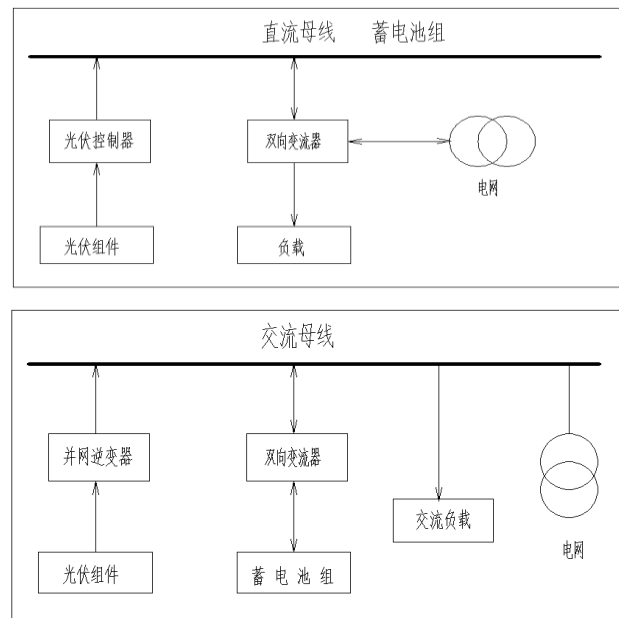 直流母线 蓄电池组
光伏控制器 双向变流器
电网
光伏组件 负载
交流母线
并网逆变器 双向变流器
交流负载
电网
光伏组件 蓄电池组